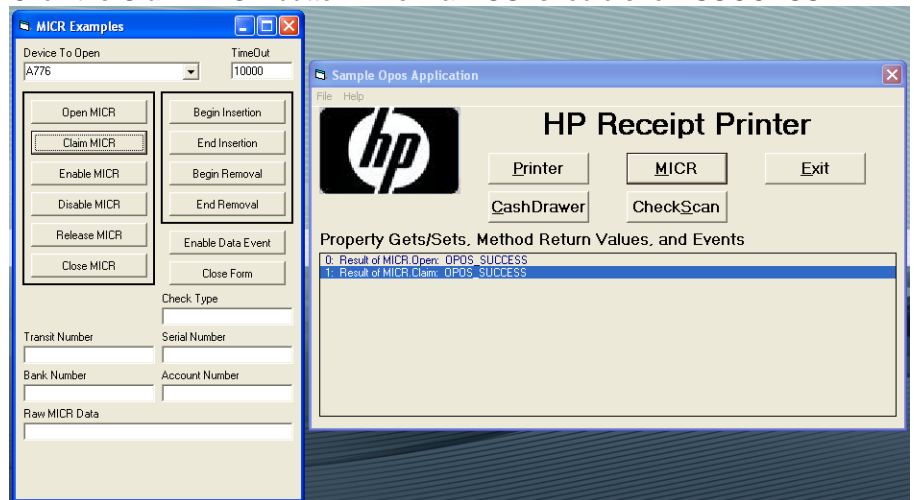 MICR Examples
Device To Open
TimeOut
A776
10000
Open MICR
Begin Insertion
Claim MICR
End Insertion
Enable MICR
Begin Removal
Disable MICR
End Removal
Release MICR
Enable Data Event
Close MICR
Close Form
Check Type
Transit Number
Serial Number
Bank Number
Account Number
Raw MICR Data
Sample Opos Application
File Help
hp
HP Receipt Printer
Printer
MICR
Exit
CashDrawer
CheckScan
Property Gets/Sets, Method Return Values, and Events
0: Result of MICR.Open: OPOS_SUCCESS
1: Result of MICR.Claim: OPOS_SUCCESS